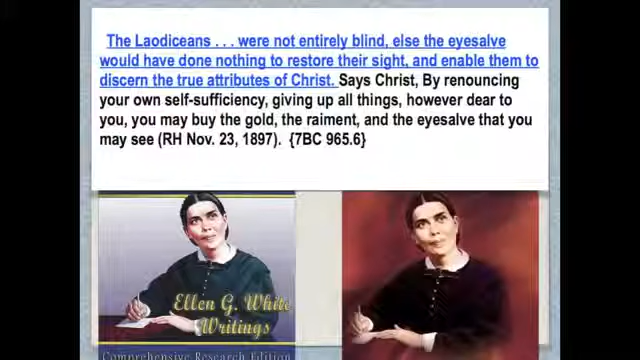 The Laodiceans . . . were not entirely blind, else the eyesalve
would have done nothing to restore their sight, and enable them to
discern the true attributes of Christ. Says Christ, By renouncing
your own self-sufficiency, giving up all things, however dear to
you, you may buy the gold, the raiment, and the eyesalve that you
may see (RH Nov. 23, 1897). {7BC 965.6}
Ellen G. White
Writings
Comprehensive Research Edition